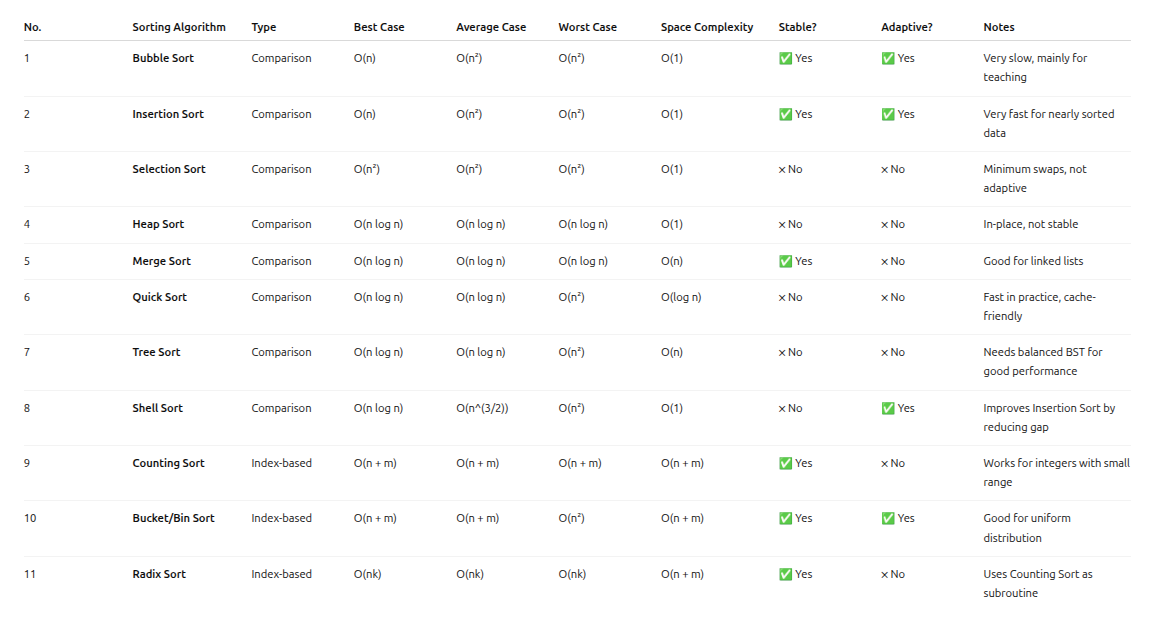 No. Sorting Algorithm Type Best Case Average Case Worst Case Space Complexity Stable? Adaptive? Notes
1 Bubble Sort Comparison O(n) O(n²) O(n²) O(1) ✅ Yes ✅ Yes Very slow, mainly for
teaching
2 Insertion Sort Comparison O(n) O(n²) O(n²) O(1) ✅ Yes ✅ Yes Very fast for nearly sorted
data
3 Selection Sort Comparison O(n²) O(n²) O(n²) O(1) × No × No Minimum swaps, not
adaptive
4 Heap Sort Comparison O(n log n) O(n log n) O(n log n) O(1) × No × No In-place, not stable
5 Merge Sort Comparison O(n log n) O(n log n) O(n log n) O(n) ✅ Yes × No Good for linked lists
6 Quick Sort Comparison O(n log n) O(n log n) O(n²) O(log n) × No × No Fast in practice, cache-
friendly
7 Tree Sort Comparison O(n log n) O(n log n) O(n²) O(n) × No × No Needs balanced BST for
good performance
8 Shell Sort Comparison O(n log n) O(n^(3/2)) O(n²) O(1) × No ✅ Yes Improves Insertion Sort by
reducing gap
9 Counting Sort Index-based O(n + m) O(n + m) O(n + m) O(n + m) ✅ Yes × No Works for integers with small
range
10 Bucket/Bin Sort Index-based O(n + m) O(n + m) O(n²) O(n + m) ✅ Yes ✅ Yes Good for uniform
distribution
11 Radix Sort Index-based O(nk) O(nk) O(nk) O(n + m) ✅ Yes × No Uses Counting Sort as
subroutine